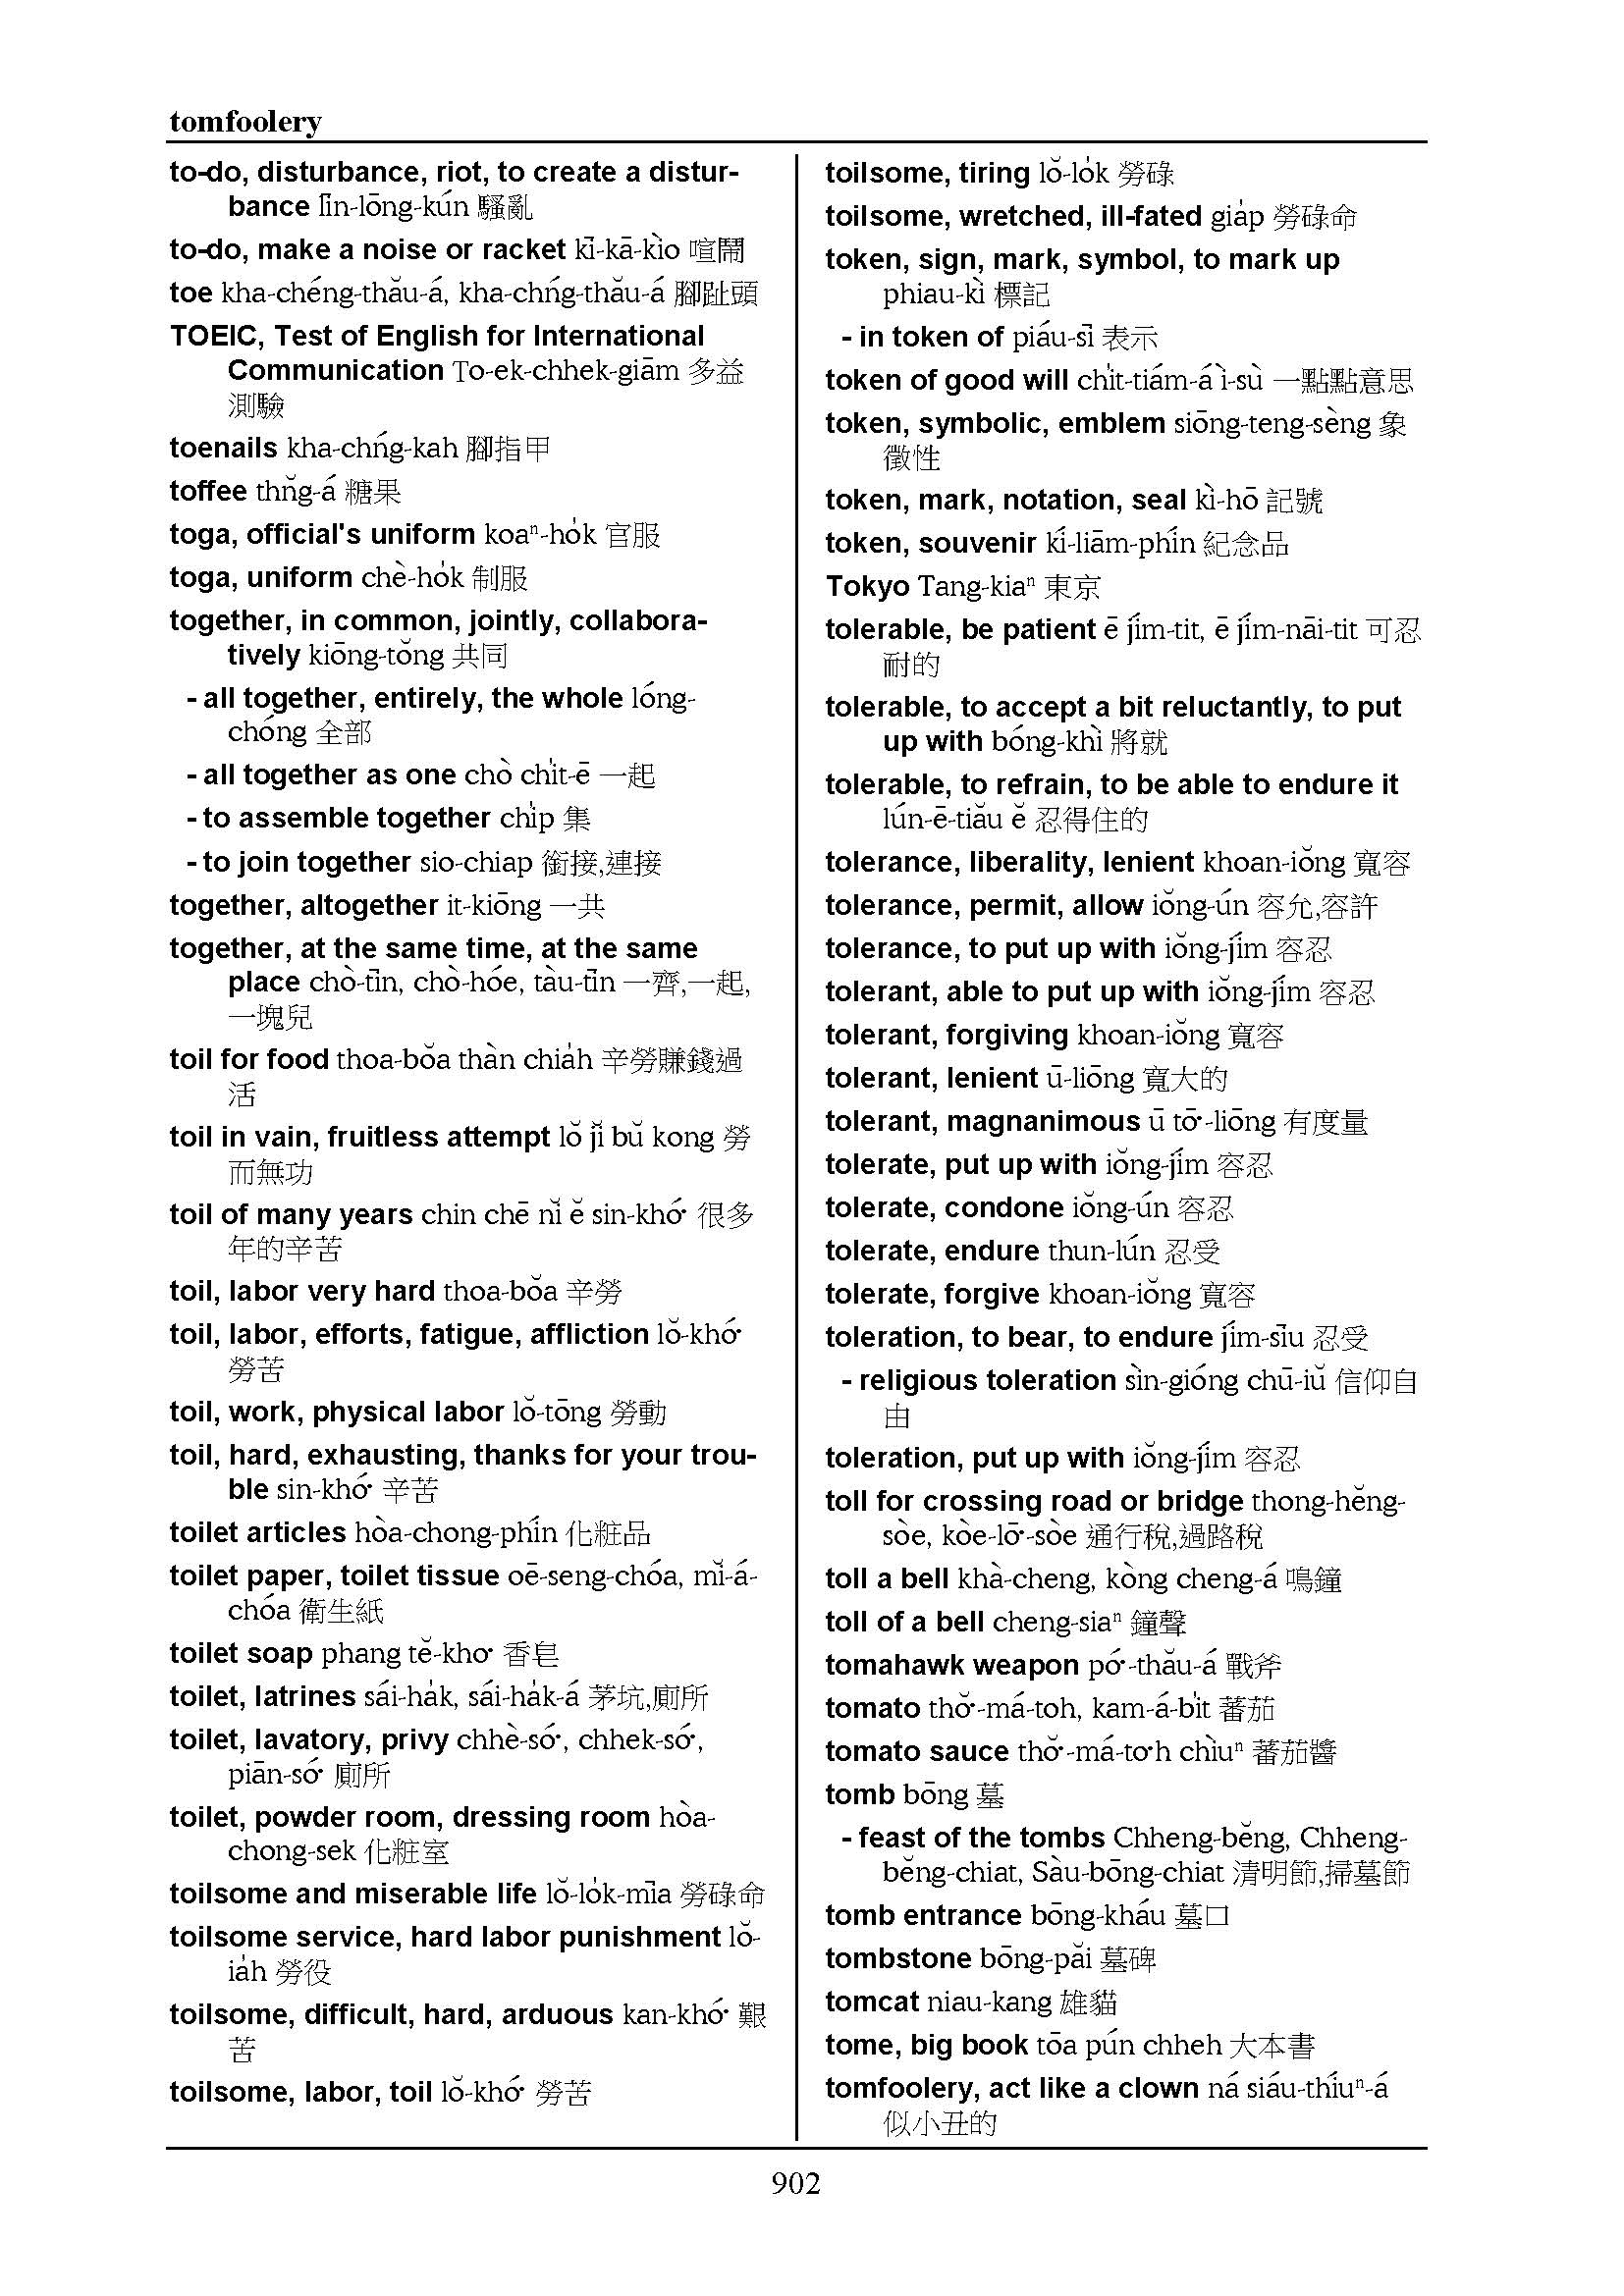 tomfoolery
to-do, disturbance, riot, to create a distur-
bance līn-lōng-kún 騷亂
to-do, make a noise or racket kī-kā-kìo 喧鬧
toe kha-chéng-thău-á, kha-chńg-thău-á 腳趾頭
TOEIC, Test of English for International
Communication To-ek-chhek-giām 多益
測驗
toenails kha-chńg-kah 腳指甲
toffee thn̆g-á 糖果
toga, official's uniform koaⁿ-ho̍k 官服
toga, uniform chè-ho̍k 制服
together, in common, jointly, collabora-
tively kiōng-tŏng 共同
- all together, entirely, the whole lóng-
chóng 全部
- all together as one chò chi̍t-ē 一起
- to assemble together chi̍p 集
- to join together sio-chiap 銜接,連接
together, altogether it-kiōng 一共
together, at the same time, at the same
place chò-tīn, chò-hóe, tàu-tīn 一齊,一起,
一塊兒
toil for food thoa-bŏa thàn chia̍h 辛勞賺錢過
活
toil in vain, fruitless attempt lŏ jĭ bŭ kong 勞
而無功
toil of many years chin chē nĭ ĕ sin-khó͘ 很多
年的辛苦
toil, labor very hard thoa-bŏa 辛勞
toil, labor, efforts, fatigue, affliction lŏ-khó͘
勞苦
toil, work, physical labor lŏ-tōng 勞動
toil, hard, exhausting, thanks for your trou-
ble sin-khó͘ 辛苦
toilet articles hòa-chong-phín 化粧品
toilet paper, toilet tissue oē-seng-chóa, mĭ-á-
chóa 衛生紙
toilet soap phang tĕ-kho͘ 香皂
toilet, latrines sái-ha̍k, sái-ha̍k-á 茅坑,廁所
toilet, lavatory, privy chhè-só͘, chhek-só͘,
piān-só͘ 廁所
toilet, powder room, dressing room hòa-
chong-sek 化粧室
toilsome and miserable life lŏ-lo̍k-mīa 勞碌命
toilsome service, hard labor punishment lŏ-
ia̍h 勞役
toilsome, difficult, hard, arduous kan-khó͘ 艱
苦
toilsome, labor, toil lŏ-khó͘ 勞苦
toilsome, tiring lŏ-lo̍k 勞碌
toilsome, wretched, ill-fated gia̍p 勞碌命
token, sign, mark, symbol, to mark up
phiau-kì 標記
- in token of piáu-sī 表示
token of good will chi̍t-tiám-á ì-sù 一點點意思
token, symbolic, emblem siōng-teng-sèng 象
徵性
token, mark, notation, seal kì-hō 記號
token, souvenir kí-liām-phín 紀念品
Tokyo Tang-kiaⁿ 東京
tolerable, be patient ē jím-tit, ē jím-nāi-tit 可忍
耐的
tolerable, to accept a bit reluctantly, to put
up with bóng-khì 將就
tolerable, to refrain, to be able to endure it
lún-ē-tiău ĕ 忍得住的
tolerance, liberality, lenient khoan-iŏng 寬容
tolerance, permit, allow iŏng-ún 容允,容許
tolerance, to put up with iŏng-jím 容忍
tolerant, able to put up with iŏng-jím 容忍
tolerant, forgiving khoan-iŏng 寬容
tolerant, lenient ū-liōng 寬大的
tolerant, magnanimous ū tō͘-liōng 有度量
tolerate, put up with iŏng-jím 容忍
tolerate, condone iŏng-ún 容忍
tolerate, endure thun-lún 忍受
tolerate, forgive khoan-iŏng 寬容
toleration, to bear, to endure jím-sīu 忍受
- religious toleration sìn-gióng chū-iŭ 信仰自
由
toleration, put up with iŏng-jím 容忍
toll for crossing road or bridge thong-hĕng-
sòe, kòe-lō͘-sòe 通行稅,過路稅
toll a bell khà-cheng, kòng cheng-á 鳴鐘
toll of a bell cheng-siaⁿ 鐘聲
tomahawk weapon pó͘-thău-á 戰斧
tomato thŏ͘-má-toh, kam-á-bi̍t 蕃茄
tomato sauce thŏ͘-má-to͘h chìuⁿ 蕃茄醬
tomb bōng 墓
- feast of the tombs Chheng-bĕng, Chheng-
bĕng-chiat, Sàu-bōng-chiat 清明節,掃墓節
tomb entrance bōng-kháu 墓口
tombstone bōng-păi 墓碑
tomcat niau-kang 雄貓
tome, big book tōa pún chheh 大本書
tomfoolery, act like a clown ná siáu-thíuⁿ-á
似小丑的
902